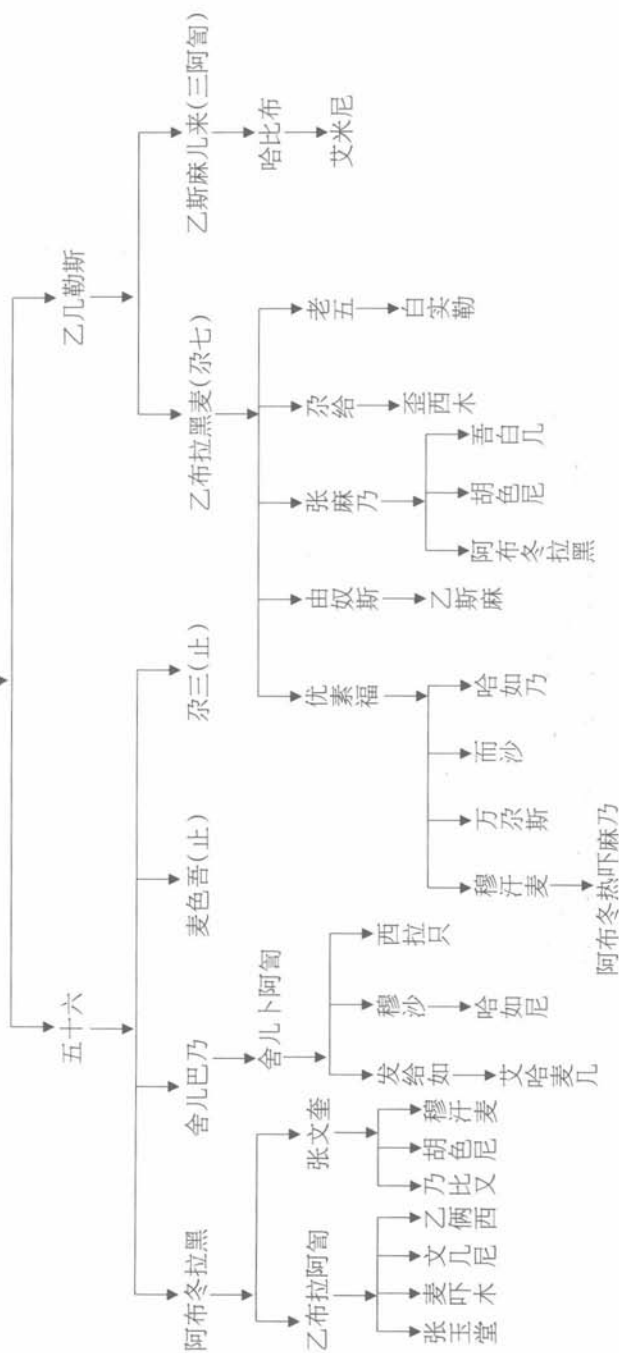 五十六
乙儿勒斯
阿布冬拉黑
舍儿巴乃
麦色吾(止)
尕三(止)
乙布拉黑麦(尕七)
乙斯麻儿来(三阿訇)
乙布拉阿訇
张文奎
舍儿卜阿訇
优素福
由奴斯
张麻乃
尕给
老五
哈比布
张玉堂
麦吓木
文几尼
乙俩西
乃比又
胡色尼
穆汗麦
发给如
穆沙
西拉只
穆汗麦
万尕斯
而沙
哈如乃
乙斯麻
阿布冬拉黑
胡色尼
吾白几
歪西木
白实勒
艾米尼
艾哈麦几
哈如尼
阿布冬热吓麻乃